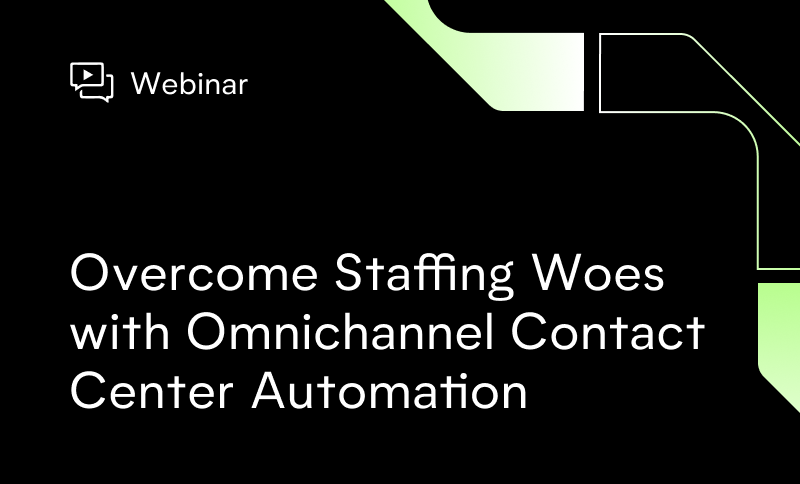 Webinar
Overcome Staffing Woes
with Omnichannel Contact
Center Automation